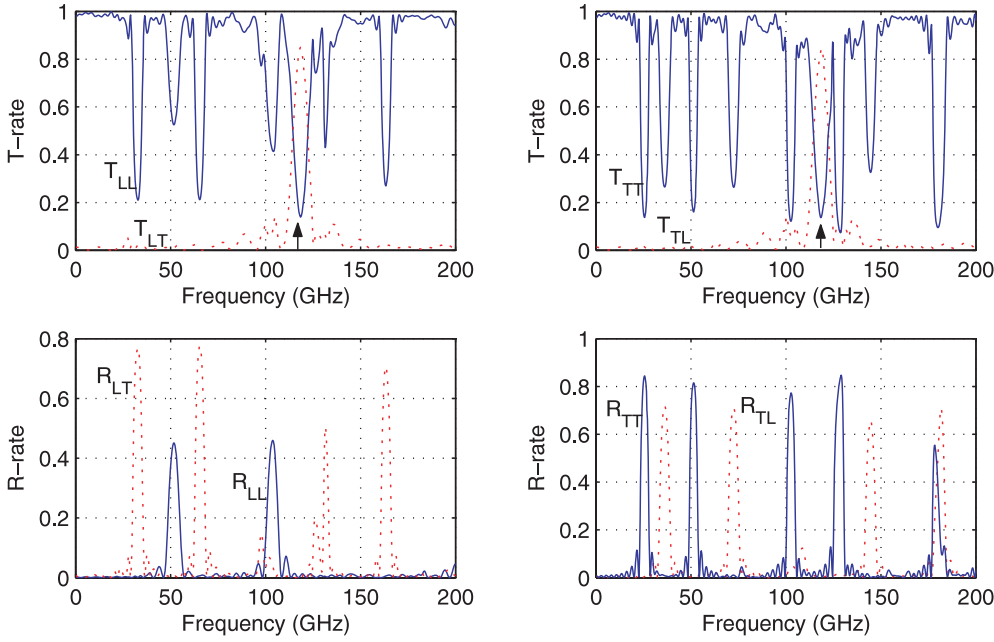 1
0.8
0.6
0.4
0.2
0
T−rate
T_LL
T_LT
0 50 100 150 200
Frequency (GHz)
1
0.8
0.6
0.4
0.2
0
T−rate
T_TT
T_TL
0 50 100 150 200
Frequency (GHz)
0.8
0.6
0.4
0.2
0
R−rate
R_LT
R_LL
0 50 100 150 200
Frequency (GHz)
1
0.8
0.6
0.4
0.2
0
R−rate
R_TT
R_TL
0 50 100 150 200
Frequency (GHz)